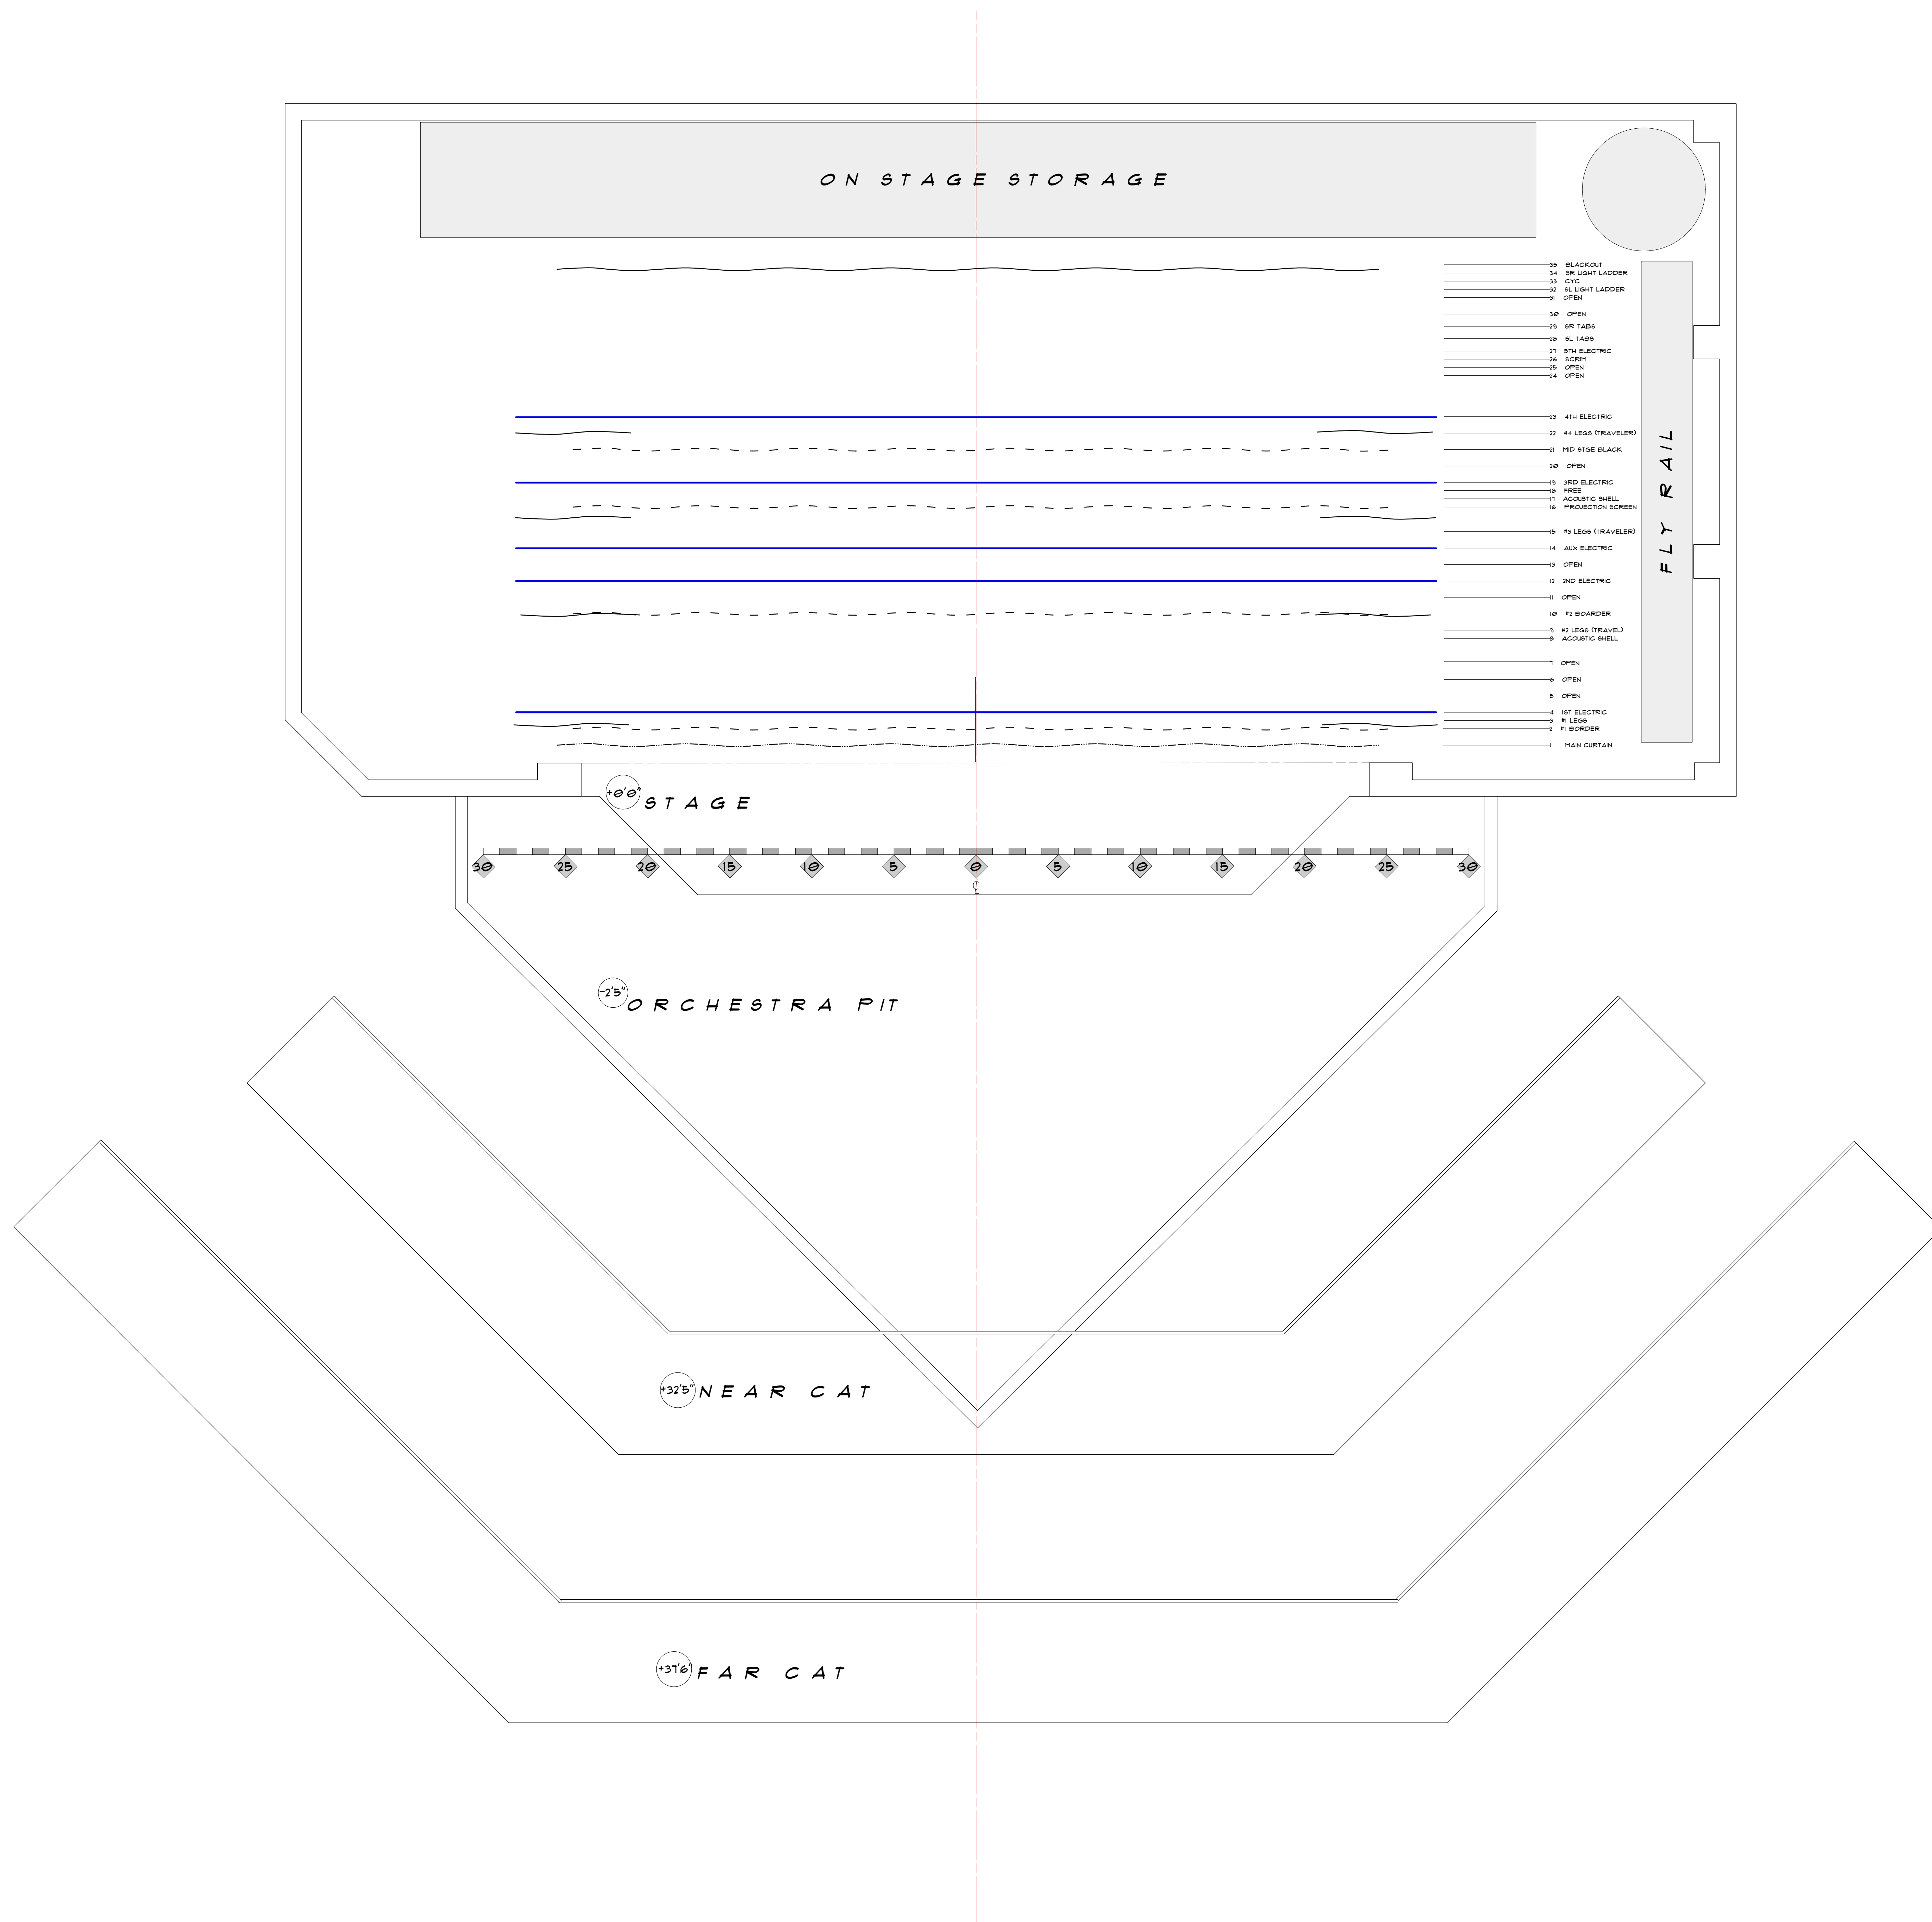 ON STAGE STORAGE
35 BLACKOUT
34 SR LIGHT LADDER
33 CYC
32 SL LIGHT LADDER
31 OPEN
30 OPEN
29 SR TABS
28 SL TABS
27 5TH ELECTRIC
26 SCRIM
25 OPEN
24 OPEN
23 4TH ELECTRIC
22 #4 LEGS (TRAVELER)
21 MID STGE BLACK
20 OPEN
19 3RD ELECTRIC
18 FREE
17 ACOUSTIC SHELL
16 PROJECTION SCREEN
15 #3 LEGS (TRAVELER)
14 AUX ELECTRIC
13 OPEN
12 2ND ELECTRIC
11 OPEN
10 #2 BOARDER
9 #2 LEGS (TRAVEL)
8 ACOUSTIC SHELL
7 OPEN
6 OPEN
5 OPEN
4 1ST ELECTRIC
3 #1 LEGS
2 #1 BORDER
1 MAIN CURTAIN
FLY RAIL
+0'0" STAGE
30 25 20 15 10 5 0 5 10 15 20 25 30
CL
-2'5" ORCHESTRA PIT
+32'5" NEAR CAT
+37'6" FAR CAT